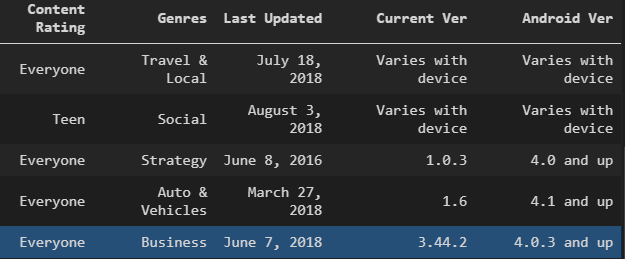 Content Rating Genres Last Updated Current Ver Android Ver
Everyone Travel & Local July 18, 2018 Varies with device Varies with device
Teen Social August 3, 2018 Varies with device Varies with device
Everyone Strategy June 8, 2016 1.0.3 4.0 and up
Everyone Auto & Vehicles March 27, 2018 1.6 4.1 and up
Everyone Business June 7, 2018 3.44.2 4.0.3 and up